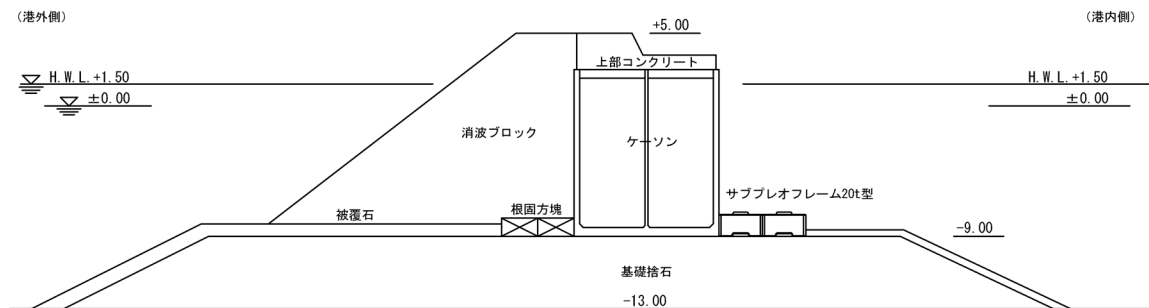 （港外側）
（港内側）
+5.00
上部コンクリート
H.W.L.+1.50
H.W.L.+1.50
±0.00
±0.00
消波ブロック
ケーソン
サブプレオフレーム20t型
根固方塊
被覆石
-9.00
基礎捨石
-13.00